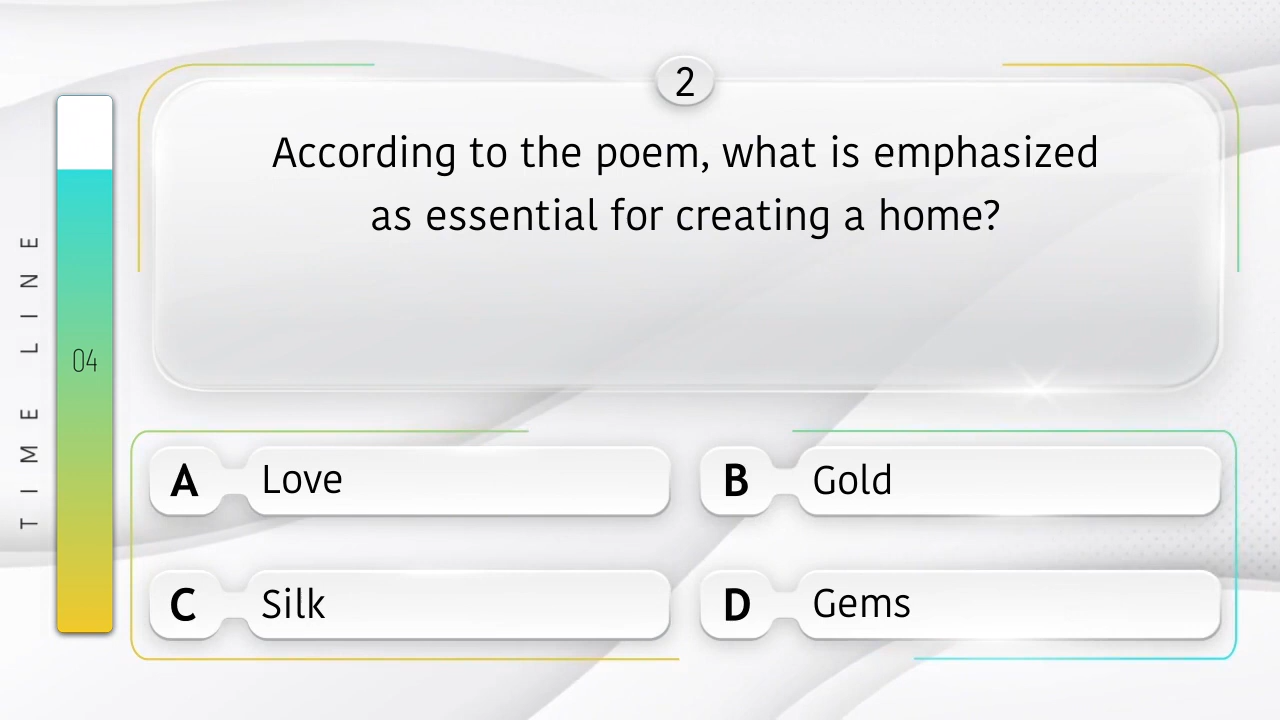 2
According to the poem, what is emphasized
as essential for creating a home?
TIME LINE
04
A Love
B Gold
C Silk
D Gems